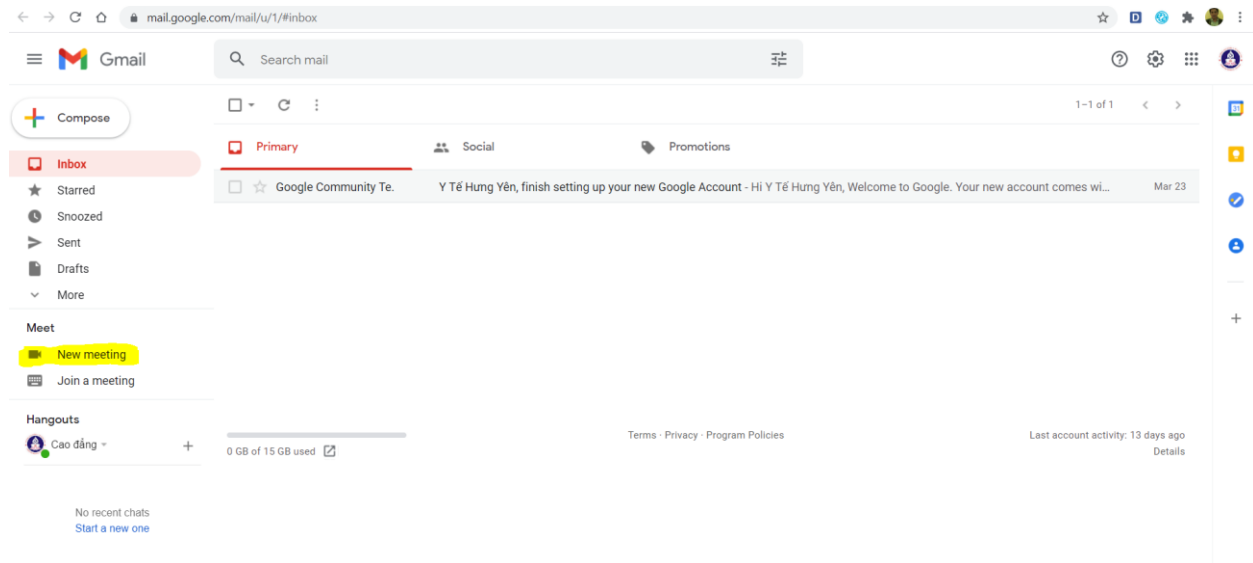 mail.google.com/mail/u/1/#inbox
Gmail
Search mail
Compose
1–1 of 1
Primary
Social
Promotions
Inbox
Google Community Te.
Y Tế Hưng Yên, finish setting up your new Google Account - Hi Y Tế Hưng Yên, Welcome to Google. Your new account comes wi...
Mar 23
Starred
Snoozed
Sent
Drafts
More
Meet
New meeting
Join a meeting
Hangouts
Cao đẳng
0 GB of 15 GB used
Terms · Privacy · Program Policies
Last account activity: 13 days ago
Details
No recent chats
Start a new one
31